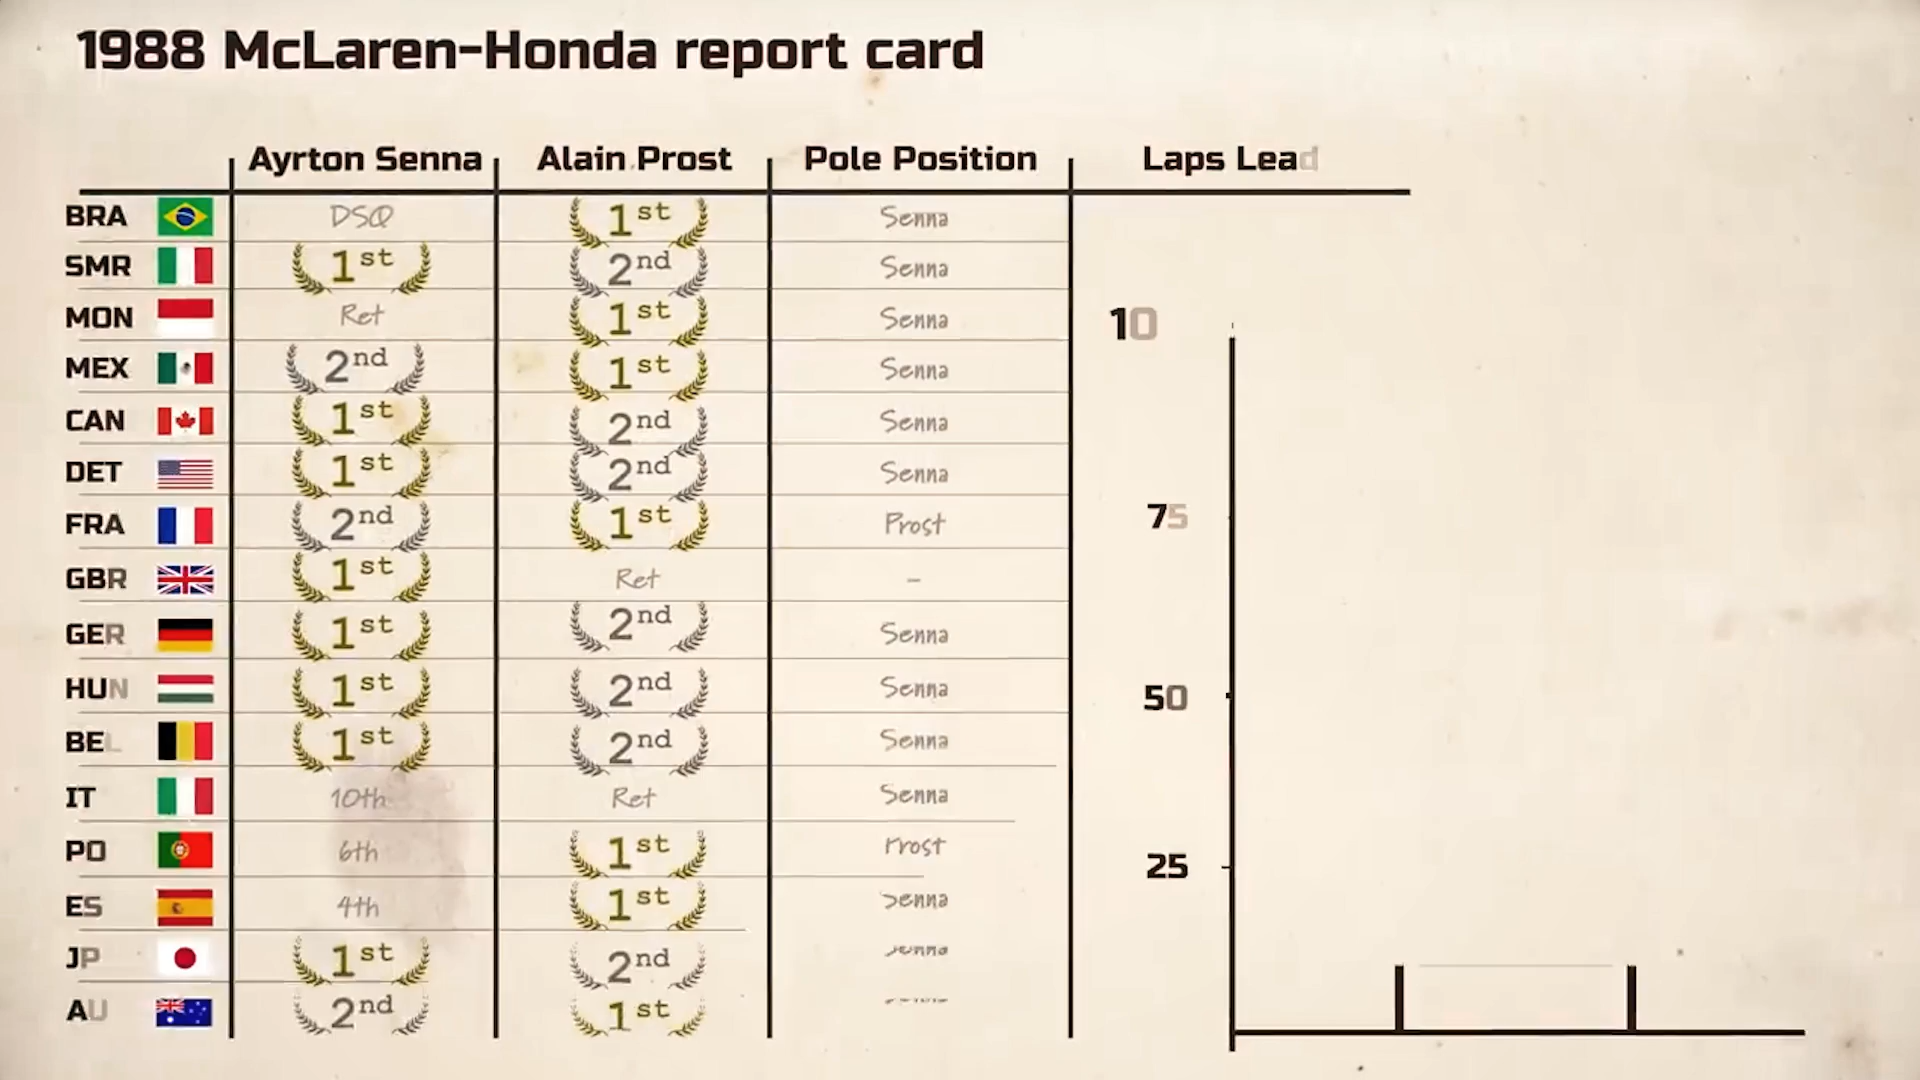 1988 McLaren-Honda report card
Ayrton Senna Alain Prost Pole Position Laps Lead
BRA DSQ 1st Senna
SMR 1st 2nd Senna
MON Ret 1st Senna
10
MEX 2nd 1st Senna
CAN 1st 2nd Senna
DET 1st 2nd Senna
FRA 2nd 1st Prost
75
GBR 1st Ret -
GER 1st 2nd Senna
HUN 1st 2nd Senna
50
BEL 1st 2nd Senna
IT 10th Ret Senna
PO 6th 1st Prost
25
ES 4th 1st Senna
JP 1st 2nd Senna
AU 2nd 1st